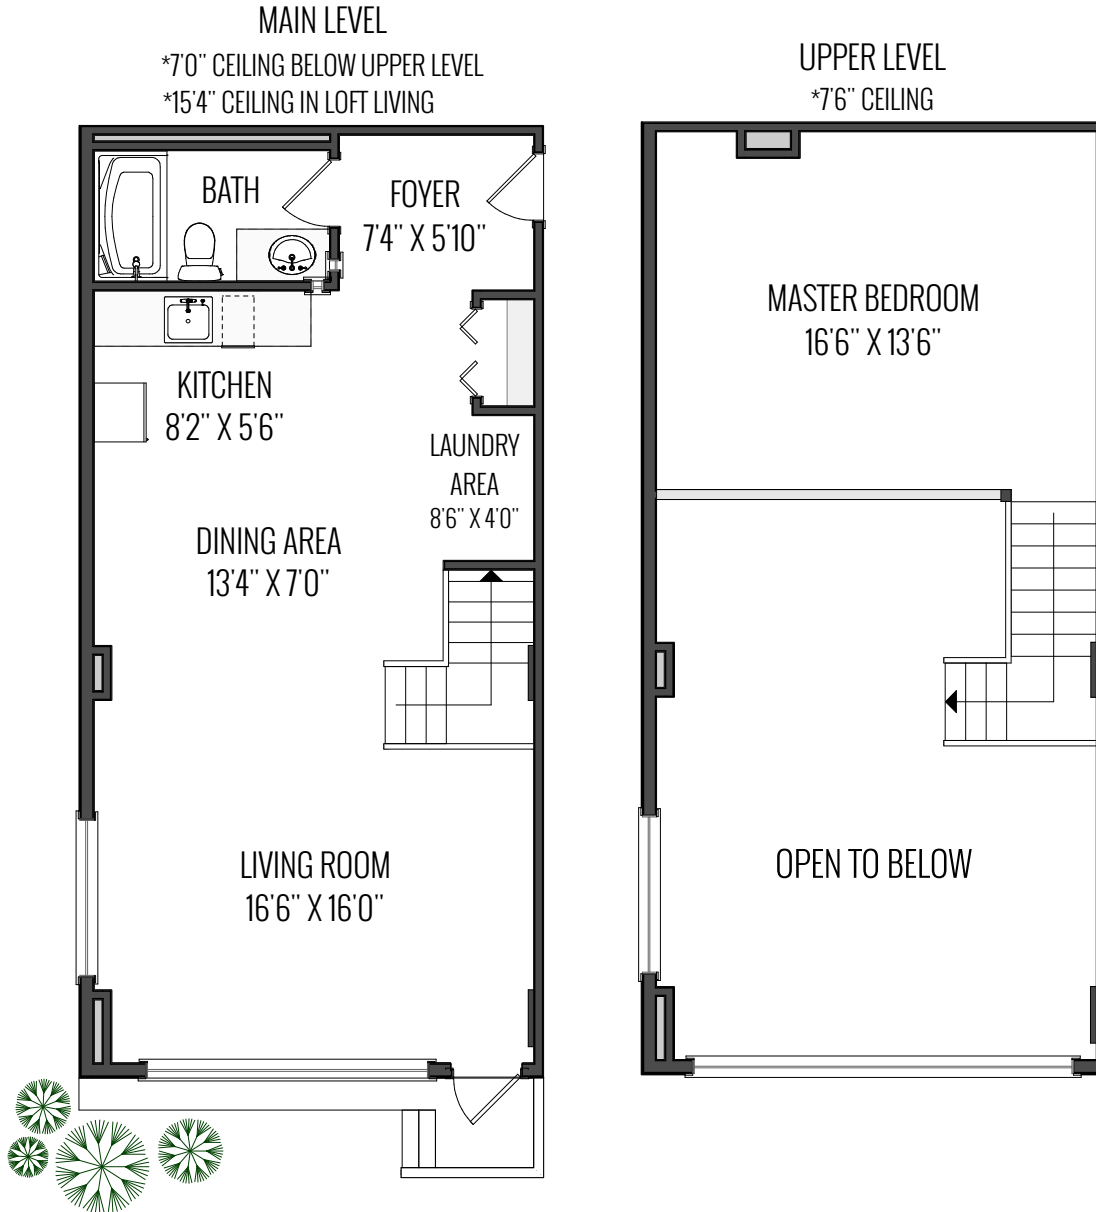 MAIN LEVEL
*7'0" CEILING BELOW UPPER LEVEL
*15'4" CEILING IN LOFT LIVING
UPPER LEVEL
*7'6" CEILING
BATH
FOYER
7'4" X 5'10"
KITCHEN
8'2" X 5'6"
LAUNDRY
AREA
8'6" X 4'0"
DINING AREA
13'4" X 7'0"
LIVING ROOM
16'6" X 16'0"
MASTER BEDROOM
16'6" X 13'6"
OPEN TO BELOW